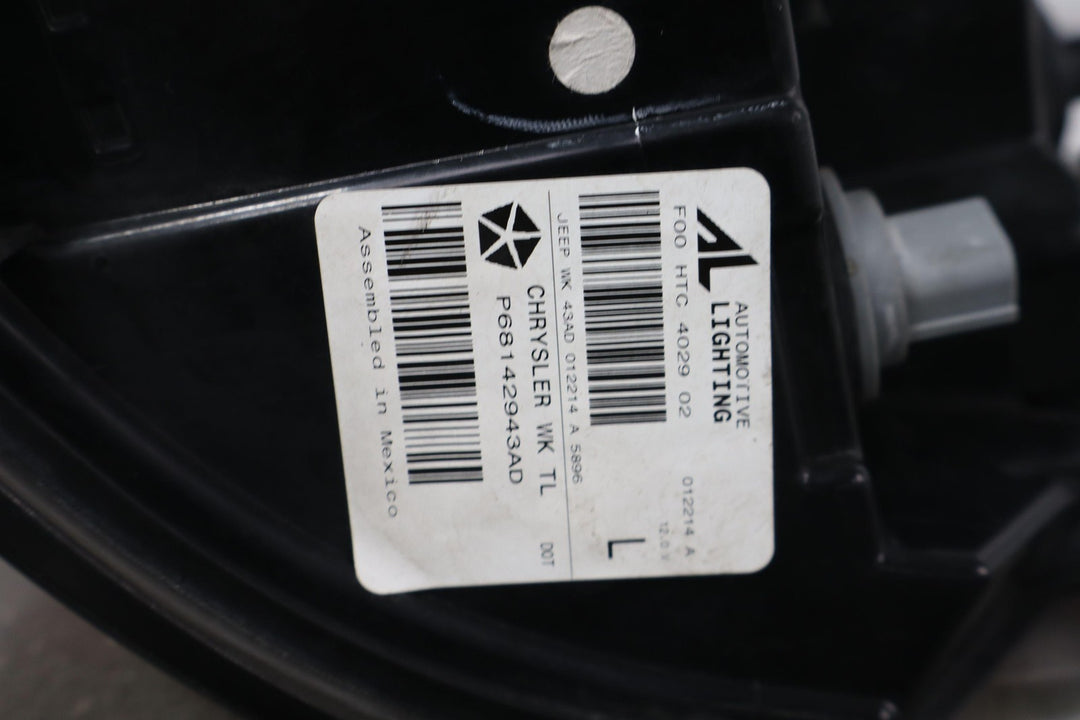 AL
AUTOMOTIVE
LIGHTING
F00 HTC 4029 02
012214 A
12.0 V
L
JEEP WK 43AD 012214 A 5896
CHRYSLER WK TL
DOT
P68142943AD
Assembled in Mexico